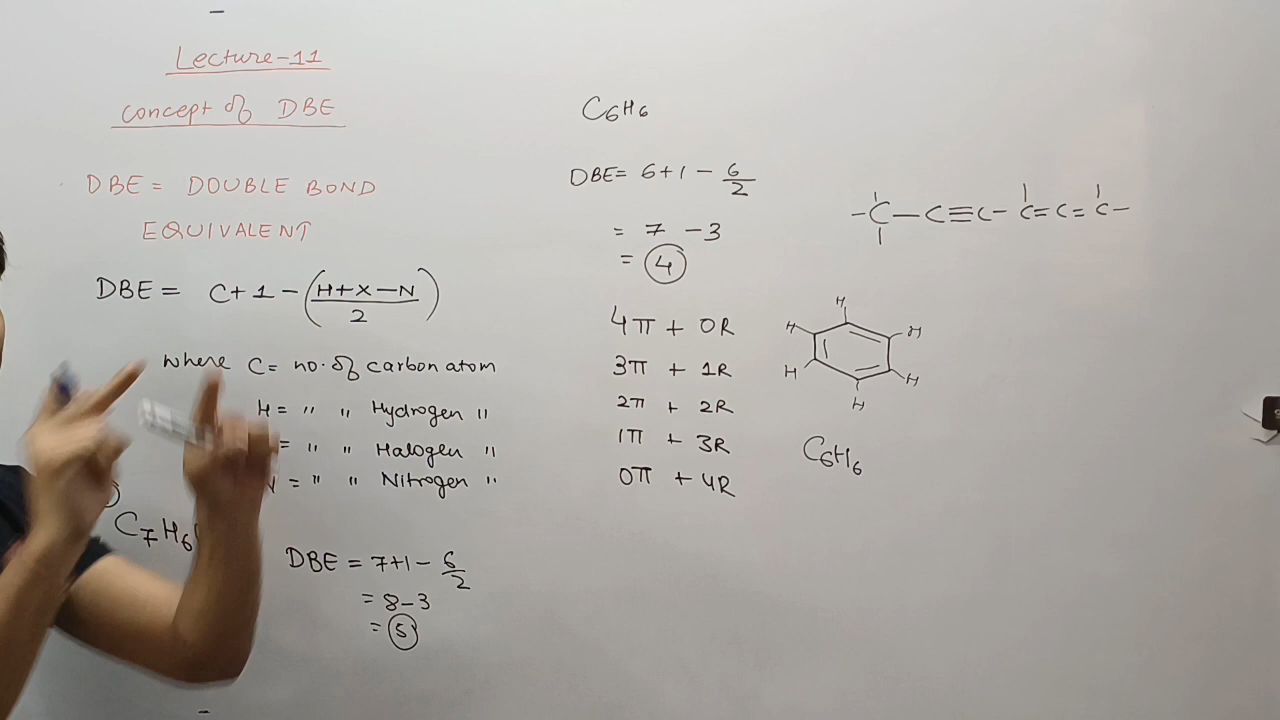 Lecture-11
Concept of DBE
DBE = DOUBLE BOND
EQUIVALENT
DBE = C+1-(H+X-N/2)
where C= no. of carbon atom
H = " " Hydrogen "
= " " Halogen "
= " " Nitrogen "
C7H6
DBE = 7+1- 6/2
= 8-3
= 5
C6H6
DBE= 6+1 - 6/2
= 7 -3
= 4
4π + 0R
3π + 1R
2π + 2R
1π + 3R
0π + 4R
-C-C≡C-C=C=C-
H
H H
H H
H
C6H6